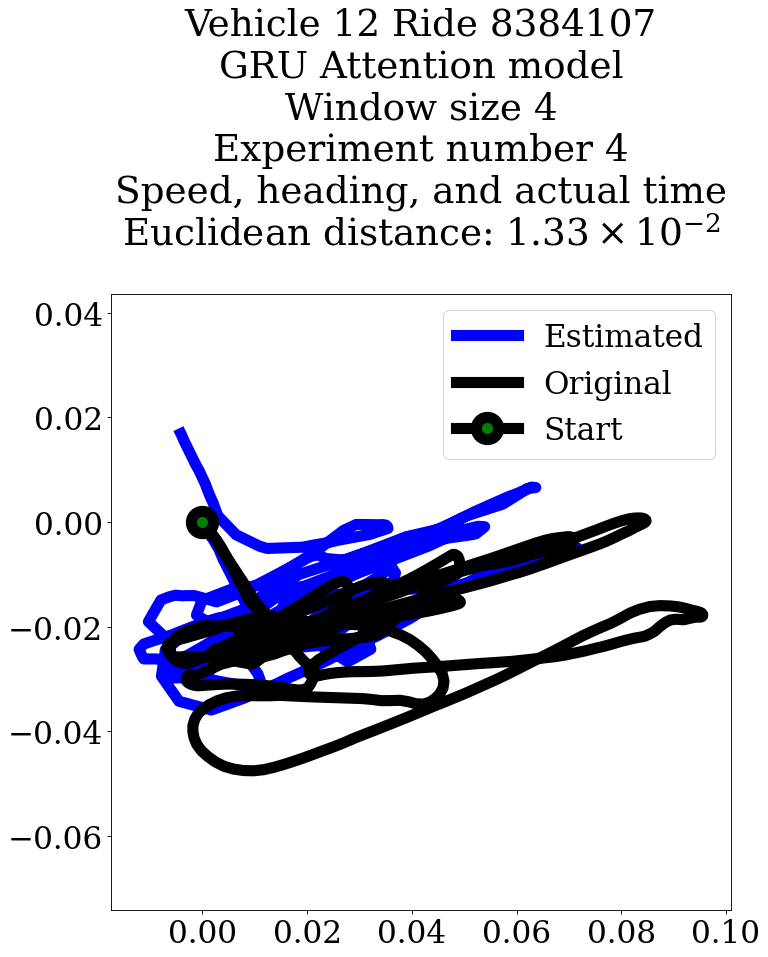 Vehicle 12 Ride 8384107
GRU Attention model
Window size 4
Experiment number 4
Speed, heading, and actual time
Euclidean distance: 1.33 × 10⁻²
Estimated
Original
Start
0.04
0.02
0.00
−0.02
−0.04
−0.06
0.00 0.02 0.04 0.06 0.08 0.10